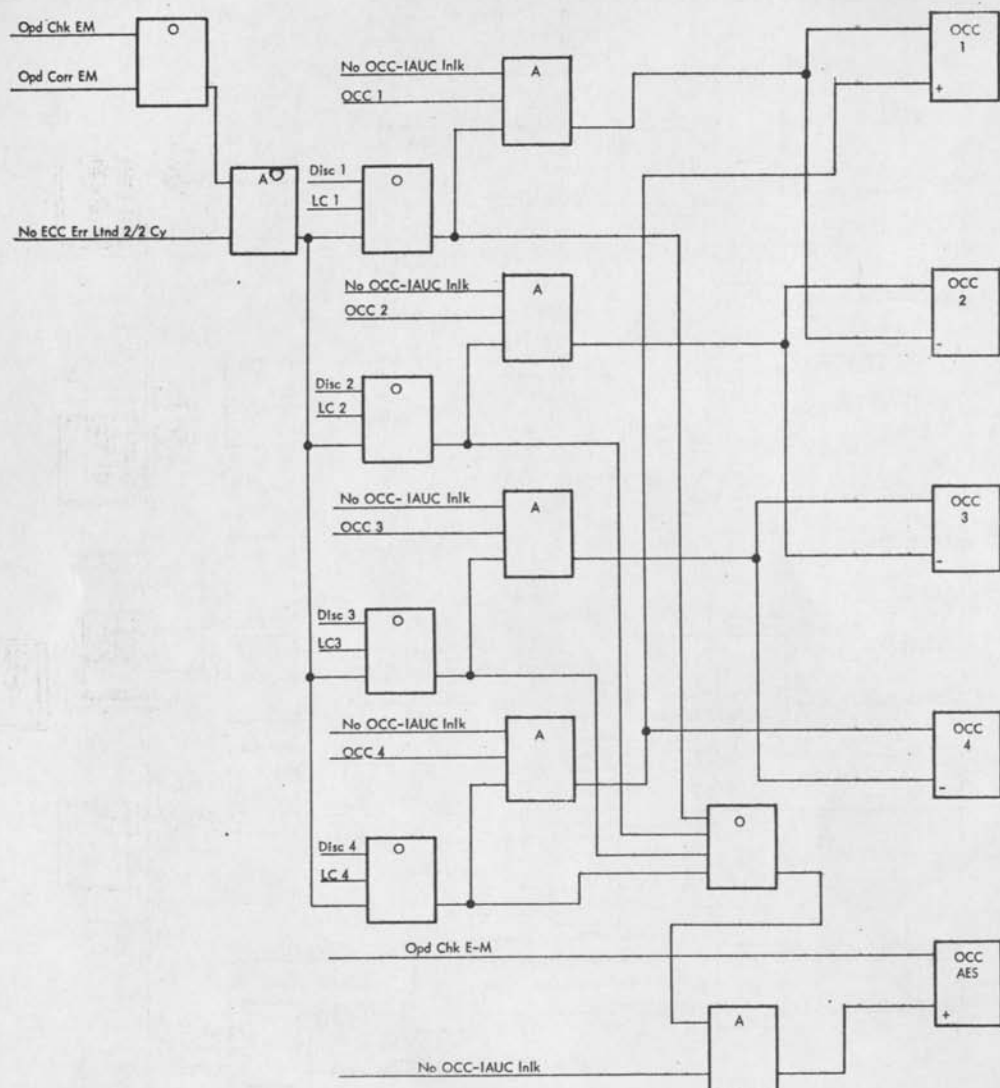 Opd Chk EM
O
OCC
1
+
Opd Corr EM
No OCC-IAUC Inlk
A
OCC 1
No ECC Err Ltnd 2/2 Cy
A O
Disc 1
O
LC 1
No OCC-IAUC Inlk
A
OCC 2
OCC
2
-
Disc 2
O
LC 2
No OCC- IAUC Inlk
A
OCC 3
OCC
3
-
Disc 3
O
LC3
No OCC-IAUC Inlk
A
OCC 4
OCC
4
-
Disc 4
O
LC 4
O
Opd Chk E-M
OCC
AES
+
A
No OCC-IAUC Inlk